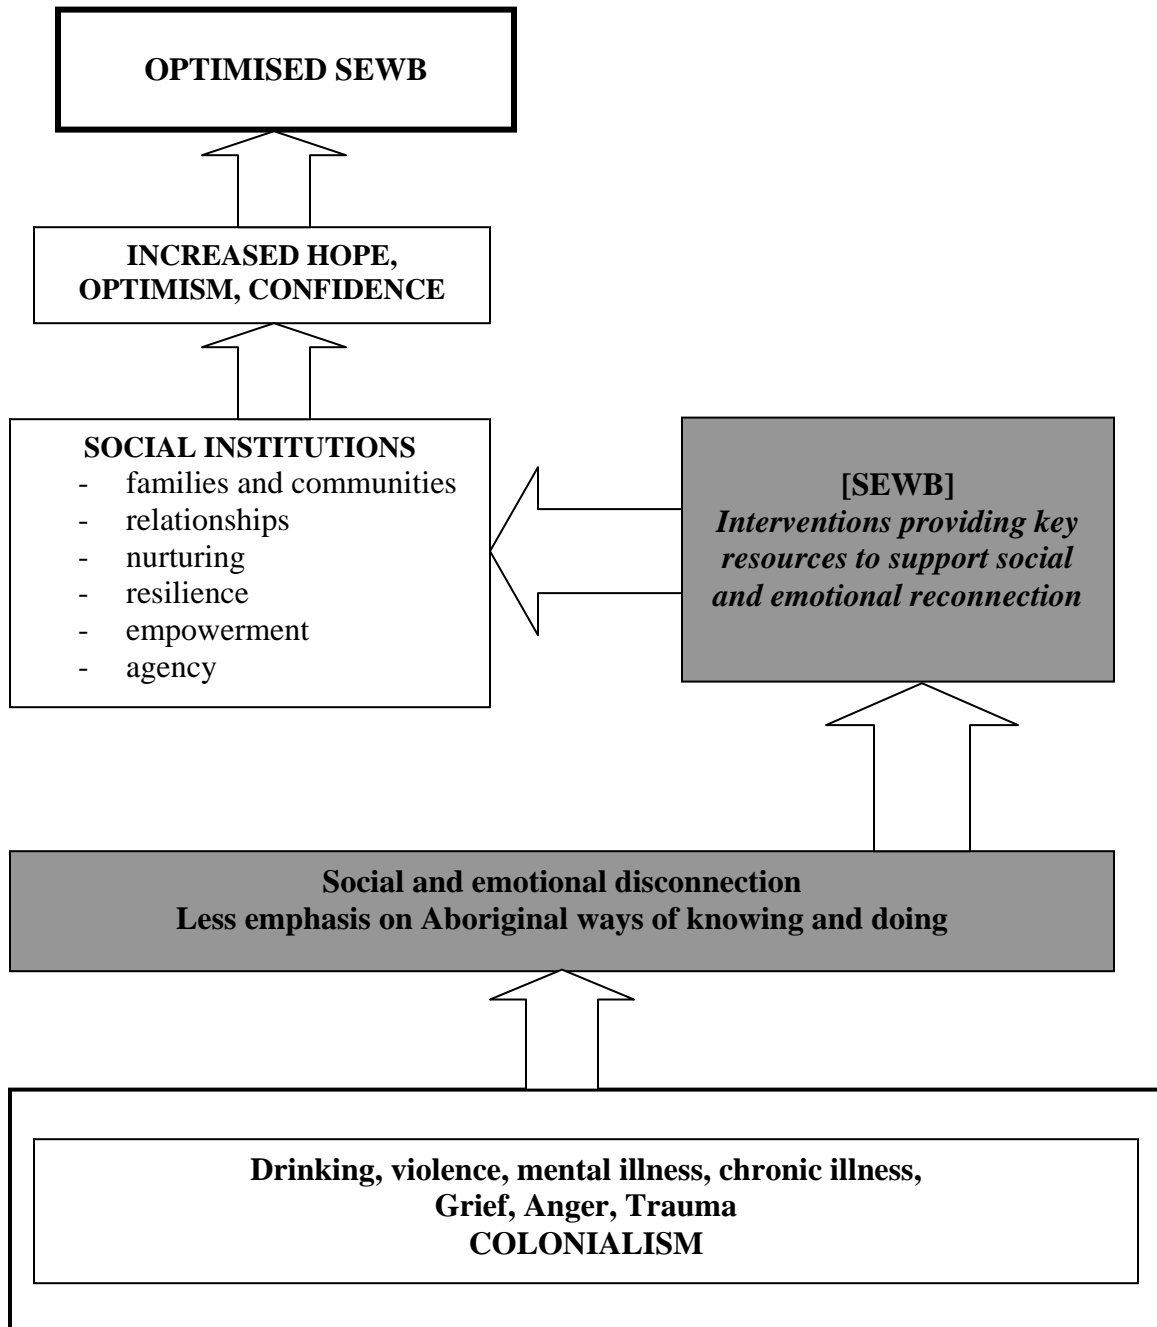 OPTIMISED SEWB
INCREASED HOPE,
OPTIMISM, CONFIDENCE
SOCIAL INSTITUTIONS
- families and communities
- relationships
- nurturing
- resilience
- empowerment
- agency
[SEWB]
Interventions providing key
resources to support social
and emotional reconnection
Social and emotional disconnection
Less emphasis on Aboriginal ways of knowing and doing
Drinking, violence, mental illness, chronic illness,
Grief, Anger, Trauma
COLONIALISM